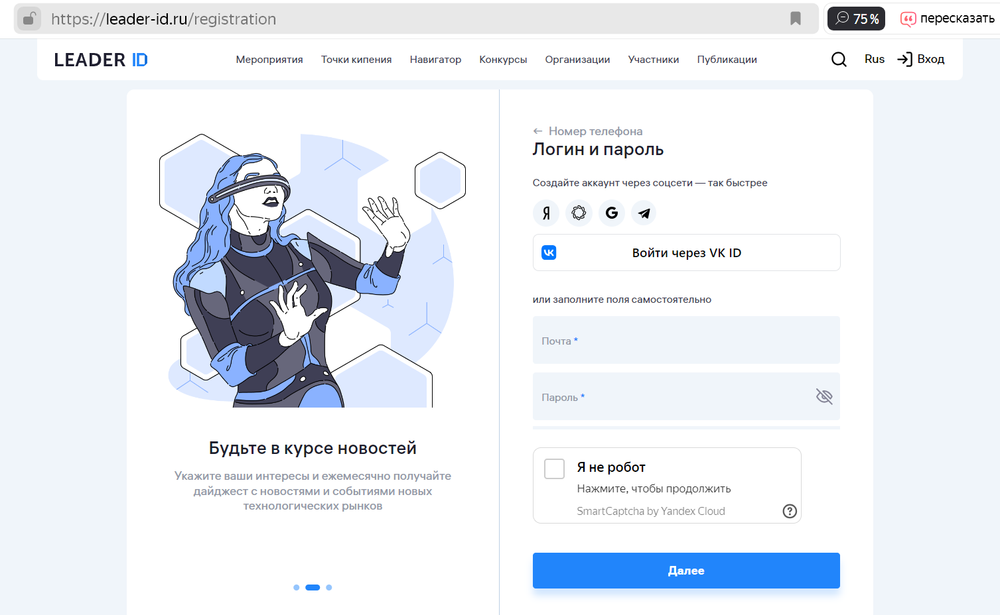 https://leader-id.ru/registration
75 %
пересказать
LEADER ID
Мероприятия
Точки кипения
Навигатор
Конкурсы
Организации
Участники
Публикации
Rus
Вход
← Номер телефона
Логин и пароль
Создайте аккаунт через соцсети — так быстрее
Я
G
VK
Войти через VK ID
или заполните поля самостоятельно
Почта *
Пароль *
Я не робот
Нажмите, чтобы продолжить
SmartCaptcha by Yandex Cloud
?
Далее
Будьте в курсе новостей
Укажите ваши интересы и ежемесячно получайте
дайджест с новостями и событиями новых
технологических рынков